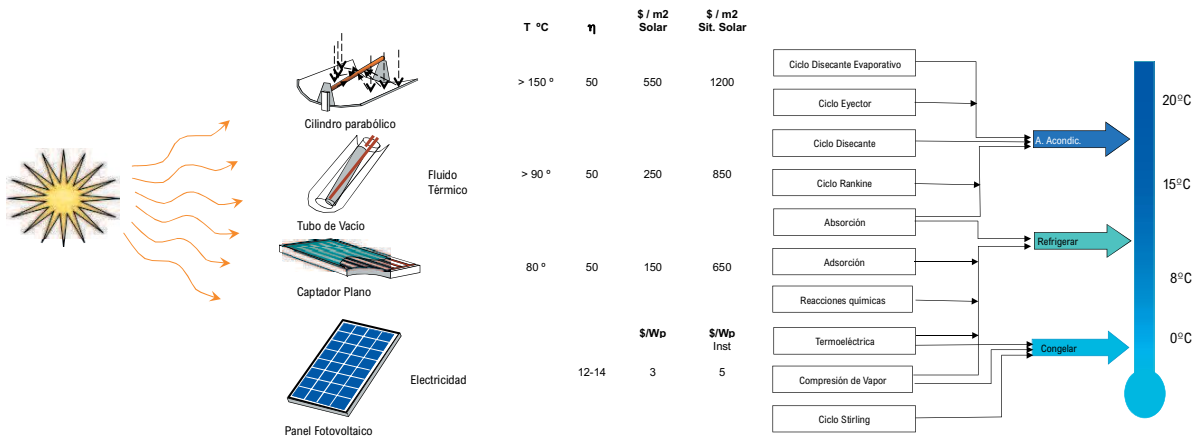 T ºC
η
$ / m2
Solar
$ / m2
Sit. Solar
Cilindro parabólico
> 150 º
50
550
1200
Fluido
Térmico
Tubo de Vacío
> 90 º
50
250
850
Captador Plano
80 º
50
150
650
$/Wp
$/Wp
Inst
Electricidad
12-14
3
5
Panel Fotovoltaico
Ciclo Disecante Evaporativo
Ciclo Eyector
Ciclo Disecante
Ciclo Rankine
Absorción
Adsorción
Reacciones químicas
Termoeléctrica
Compresión de Vapor
Ciclo Stirling
A. Acondic.
Refrigerar
Congelar
20ºC
15ºC
8ºC
0ºC